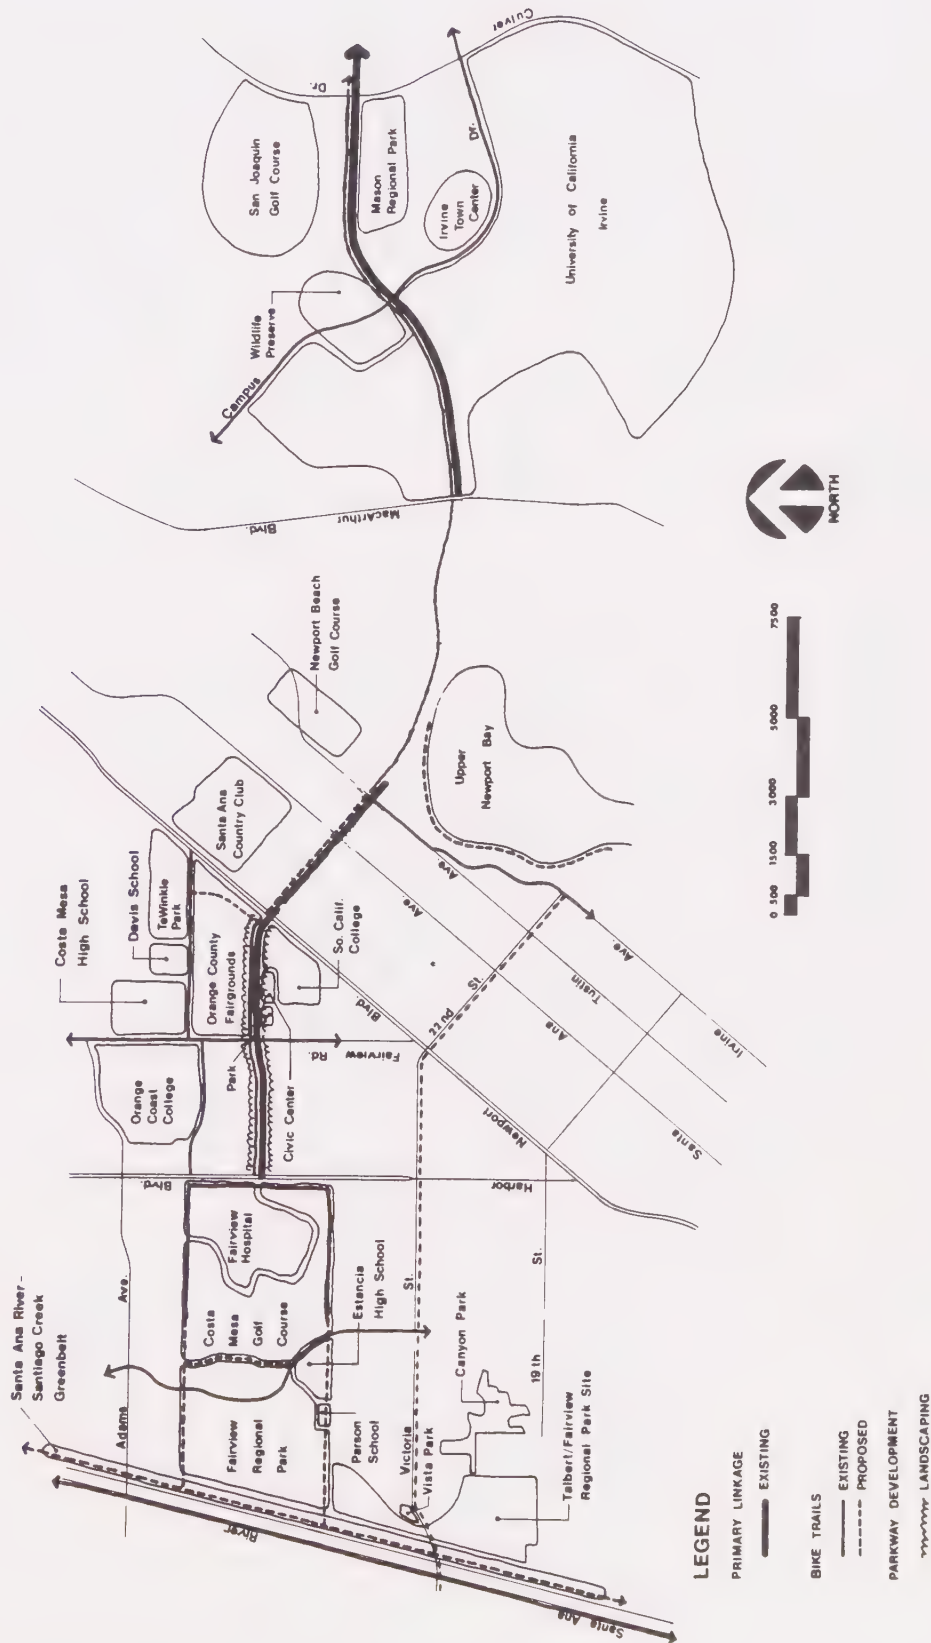 Santa Ana River -
Santiago Creek
Greenbelt
Adams
Ave.
River
Santa Ana
Fairview
Regional
Park
Costa
Mesa
Golf
Course
Fairview
Hospital
Parson
School
Estancia
High School
Victoria
St.
Vista Park
Canyon Park
Talbert/Fairview
Regional Park Site
19th
St.
Harbor
Blvd.
Orange
Coast
College
Costa Mesa
High School
Davis School
TeWinkle
Park
Orange County
Fairgrounds
Park
Civic Center
Fairview
Rd.
So. Calif.
College
Newport
Blvd
22nd
St.
Santa
Ana
Ave
Tustin
Ave
Irvine
Ave
Santa Ana
Country Club
Newport Beach
Golf Course
Upper
Newport Bay
MacArthur
Blvd.
Campus
Dr.
Wildlife
Preserve
San Joaquin
Golf Course
Mason
Regional Park
Irvine
Town
Center
University of California
Irvine
Culver
Dr.
NORTH
0 500 1500 3000 5000 7500
LEGEND
PRIMARY LINKAGE
EXISTING
BIKE TRAILS
EXISTING
PROPOSED
PARKWAY DEVELOPMENT
LANDSCAPING